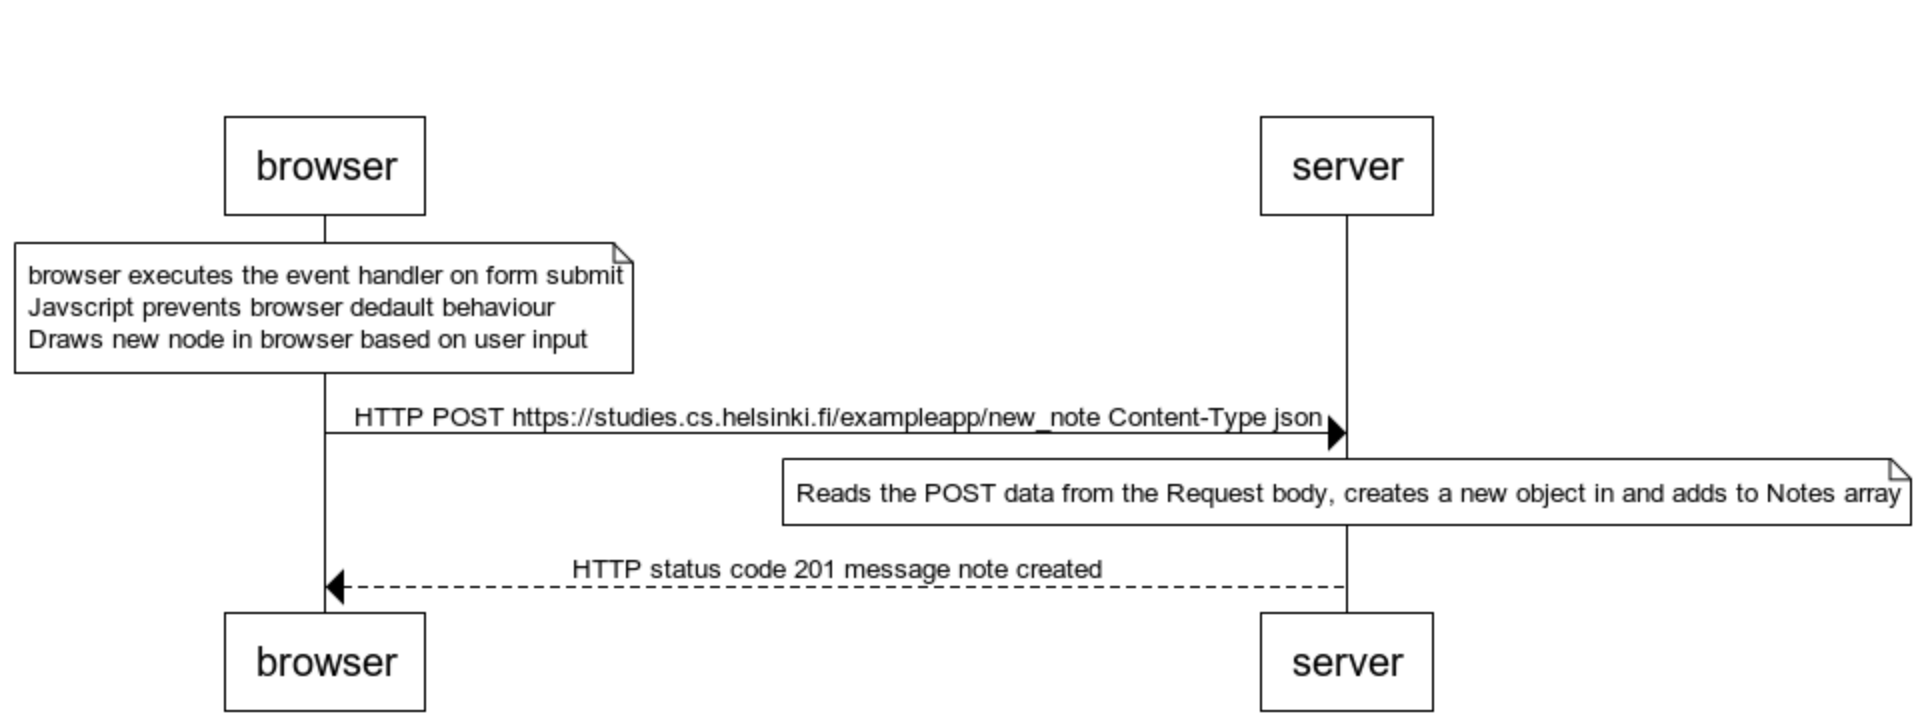 browser
server
browser executes the event handler on form submit
Javscript prevents browser dedault behaviour
Draws new node in browser based on user input
HTTP POST https://studies.cs.helsinki.fi/exampleapp/new_note Content-Type json
Reads the POST data from the Request body, creates a new object in and adds to Notes array
HTTP status code 201 message note created
browser
server